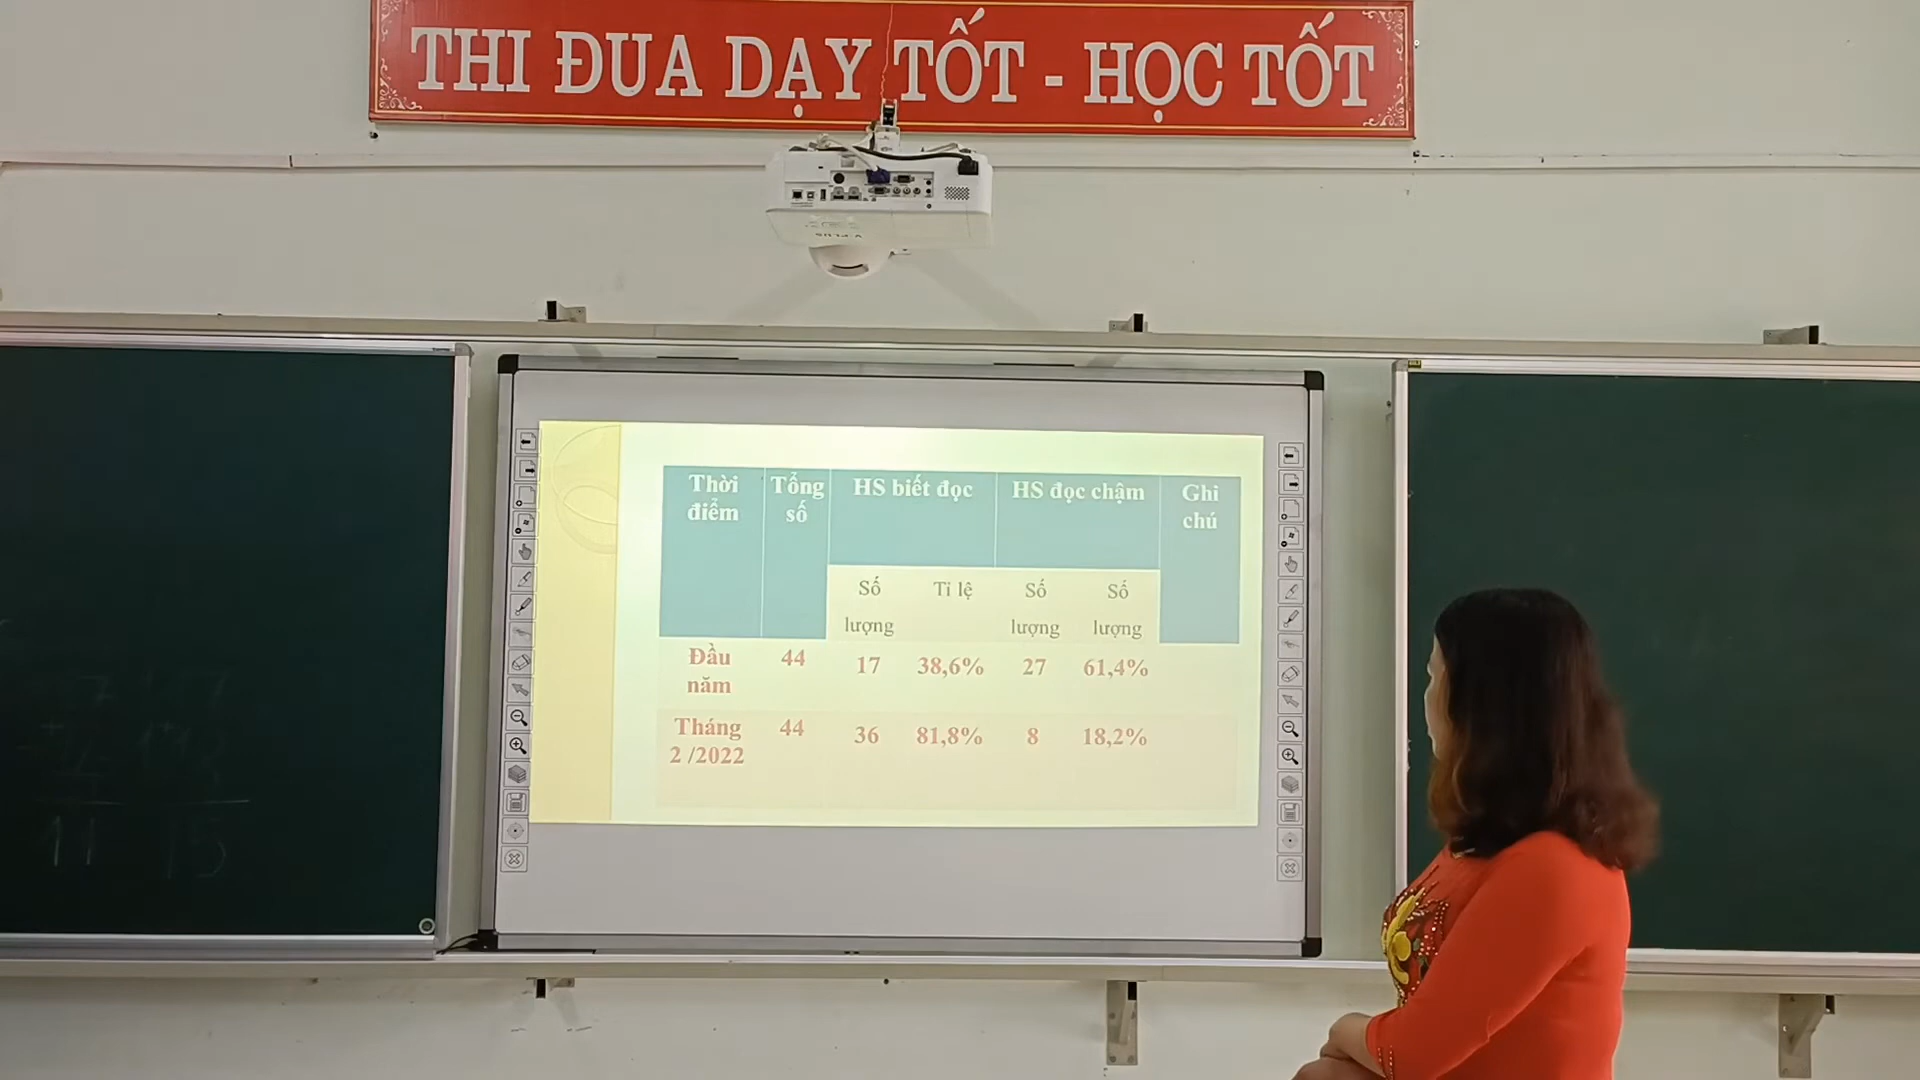 THI ĐUA DẠY TỐT - HỌC TỐT
Thời điểm
Tổng số
HS biết đọc
HS đọc chậm
Ghi chú
Số lượng
Tỉ lệ
Số lượng
Số lượng
Đầu năm
44
17
38,6%
27
61,4%
Tháng 2 /2022
44
36
81,8%
8
18,2%
11 15